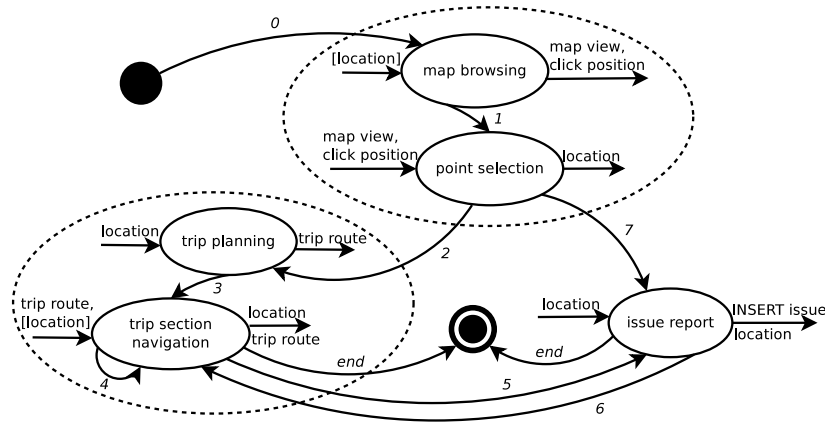 0
[location]
map browsing
map view,
click position
1
map view,
click position
point selection
location
location
trip planning
trip route
2
7
3
trip route,
[location]
trip section
navigation
location
trip route
location
issue report
INSERT issue
location
end
end
4
5
6